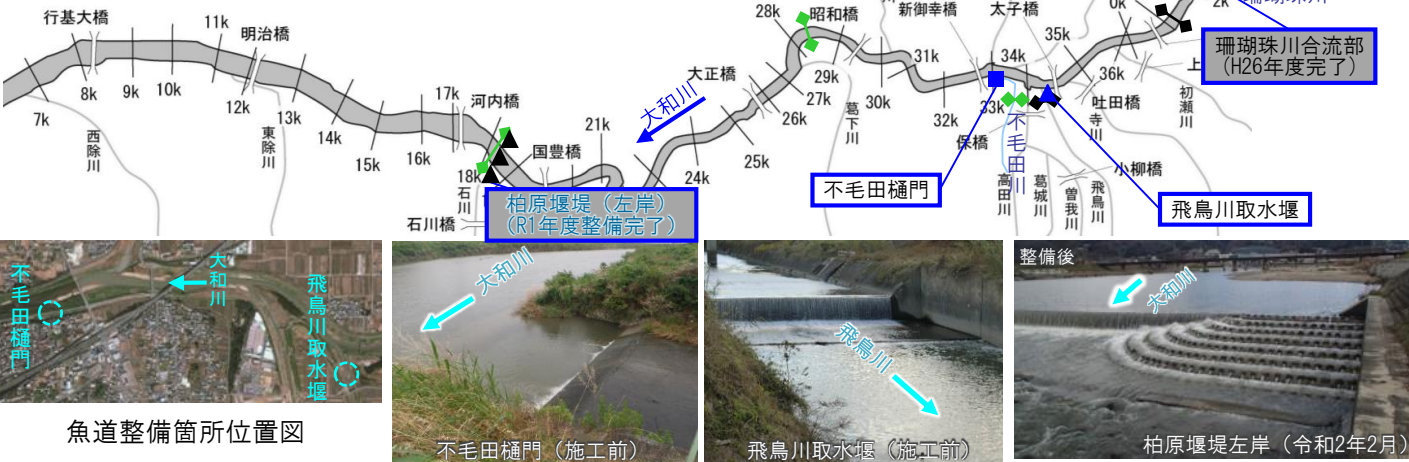 行基大橋
7k
8k
9k
10k
11k
明治橋
12k
13k
14k
15k
16k
17k
河内橋
18k
国豊橋
21k
24k
25k
大正橋
26k
27k
28k
昭和橋
29k
30k
31k
32k
新御幸橋
33k
34k
太子橋
35k
36k
吐田橋
0k
2k
西除川
東除川
石川
石川橋
大和川
葛下川
保橋
不毛田川
高田川
葛城川
曽我川
飛鳥川
寺川
小柳橋
初瀬川
上
珊瑚珠川合流部
(H26年度完了)
不毛田樋門
飛鳥川取水堰
柏原堰堤(左岸)
(R1年度整備完了)
不毛田樋門
大和川
飛鳥川取水堰
魚道整備箇所位置図
大和川
不毛田樋門(施工前)
飛鳥川
飛鳥川取水堰(施工前)
整備後
大和川
柏原堰堤左岸(令和2年2月)